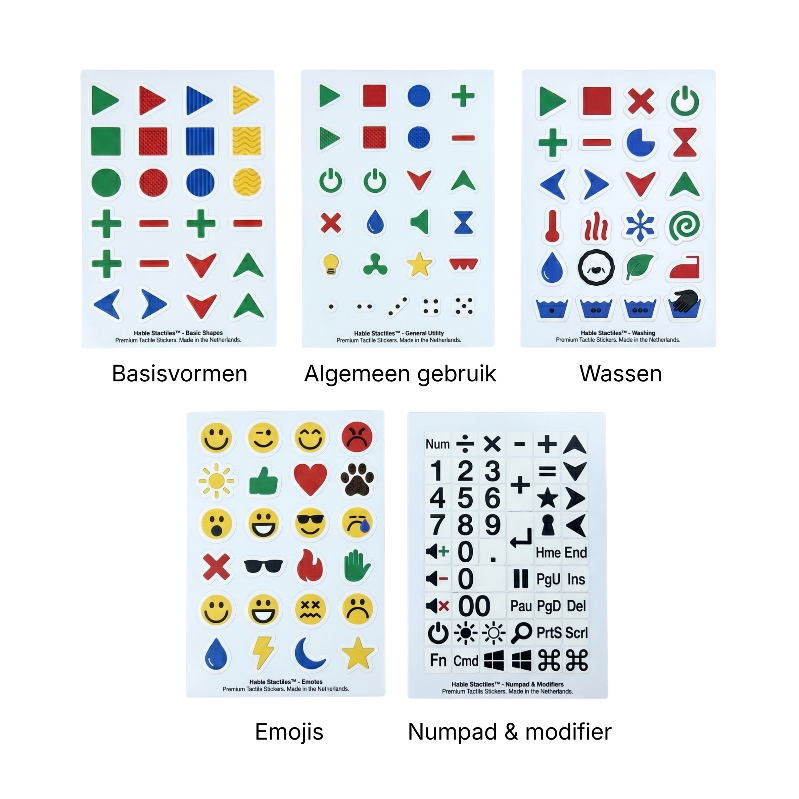 Hable Stactiles™ - Basic Shapes
Premium Tactile Stickers. Made in the Netherlands.
Hable Stactiles™ - General Utility
Premium Tactile Stickers. Made in the Netherlands.
Hable Stactiles™ - Washing
Premium Tactile Stickers. Made in the Netherlands.
Basisvormen
Algemeen gebruik
Wassen
Hable Stactiles™ - Emotes
Premium Tactile Stickers. Made in the Netherlands.
Num ÷ × - +
1 2 3 + =
4 5 6
7 8 9
+ 0 . Hme End
- 0 PgU Ins
× 00 Pau PgD Del
PrtS Scrl
Fn Cmd ⌘ ⌘
Hable Stactiles™ - Numpad & Modifiers
Premium Tactile Stickers. Made in the Netherlands.
Emojis
Numpad & modifier